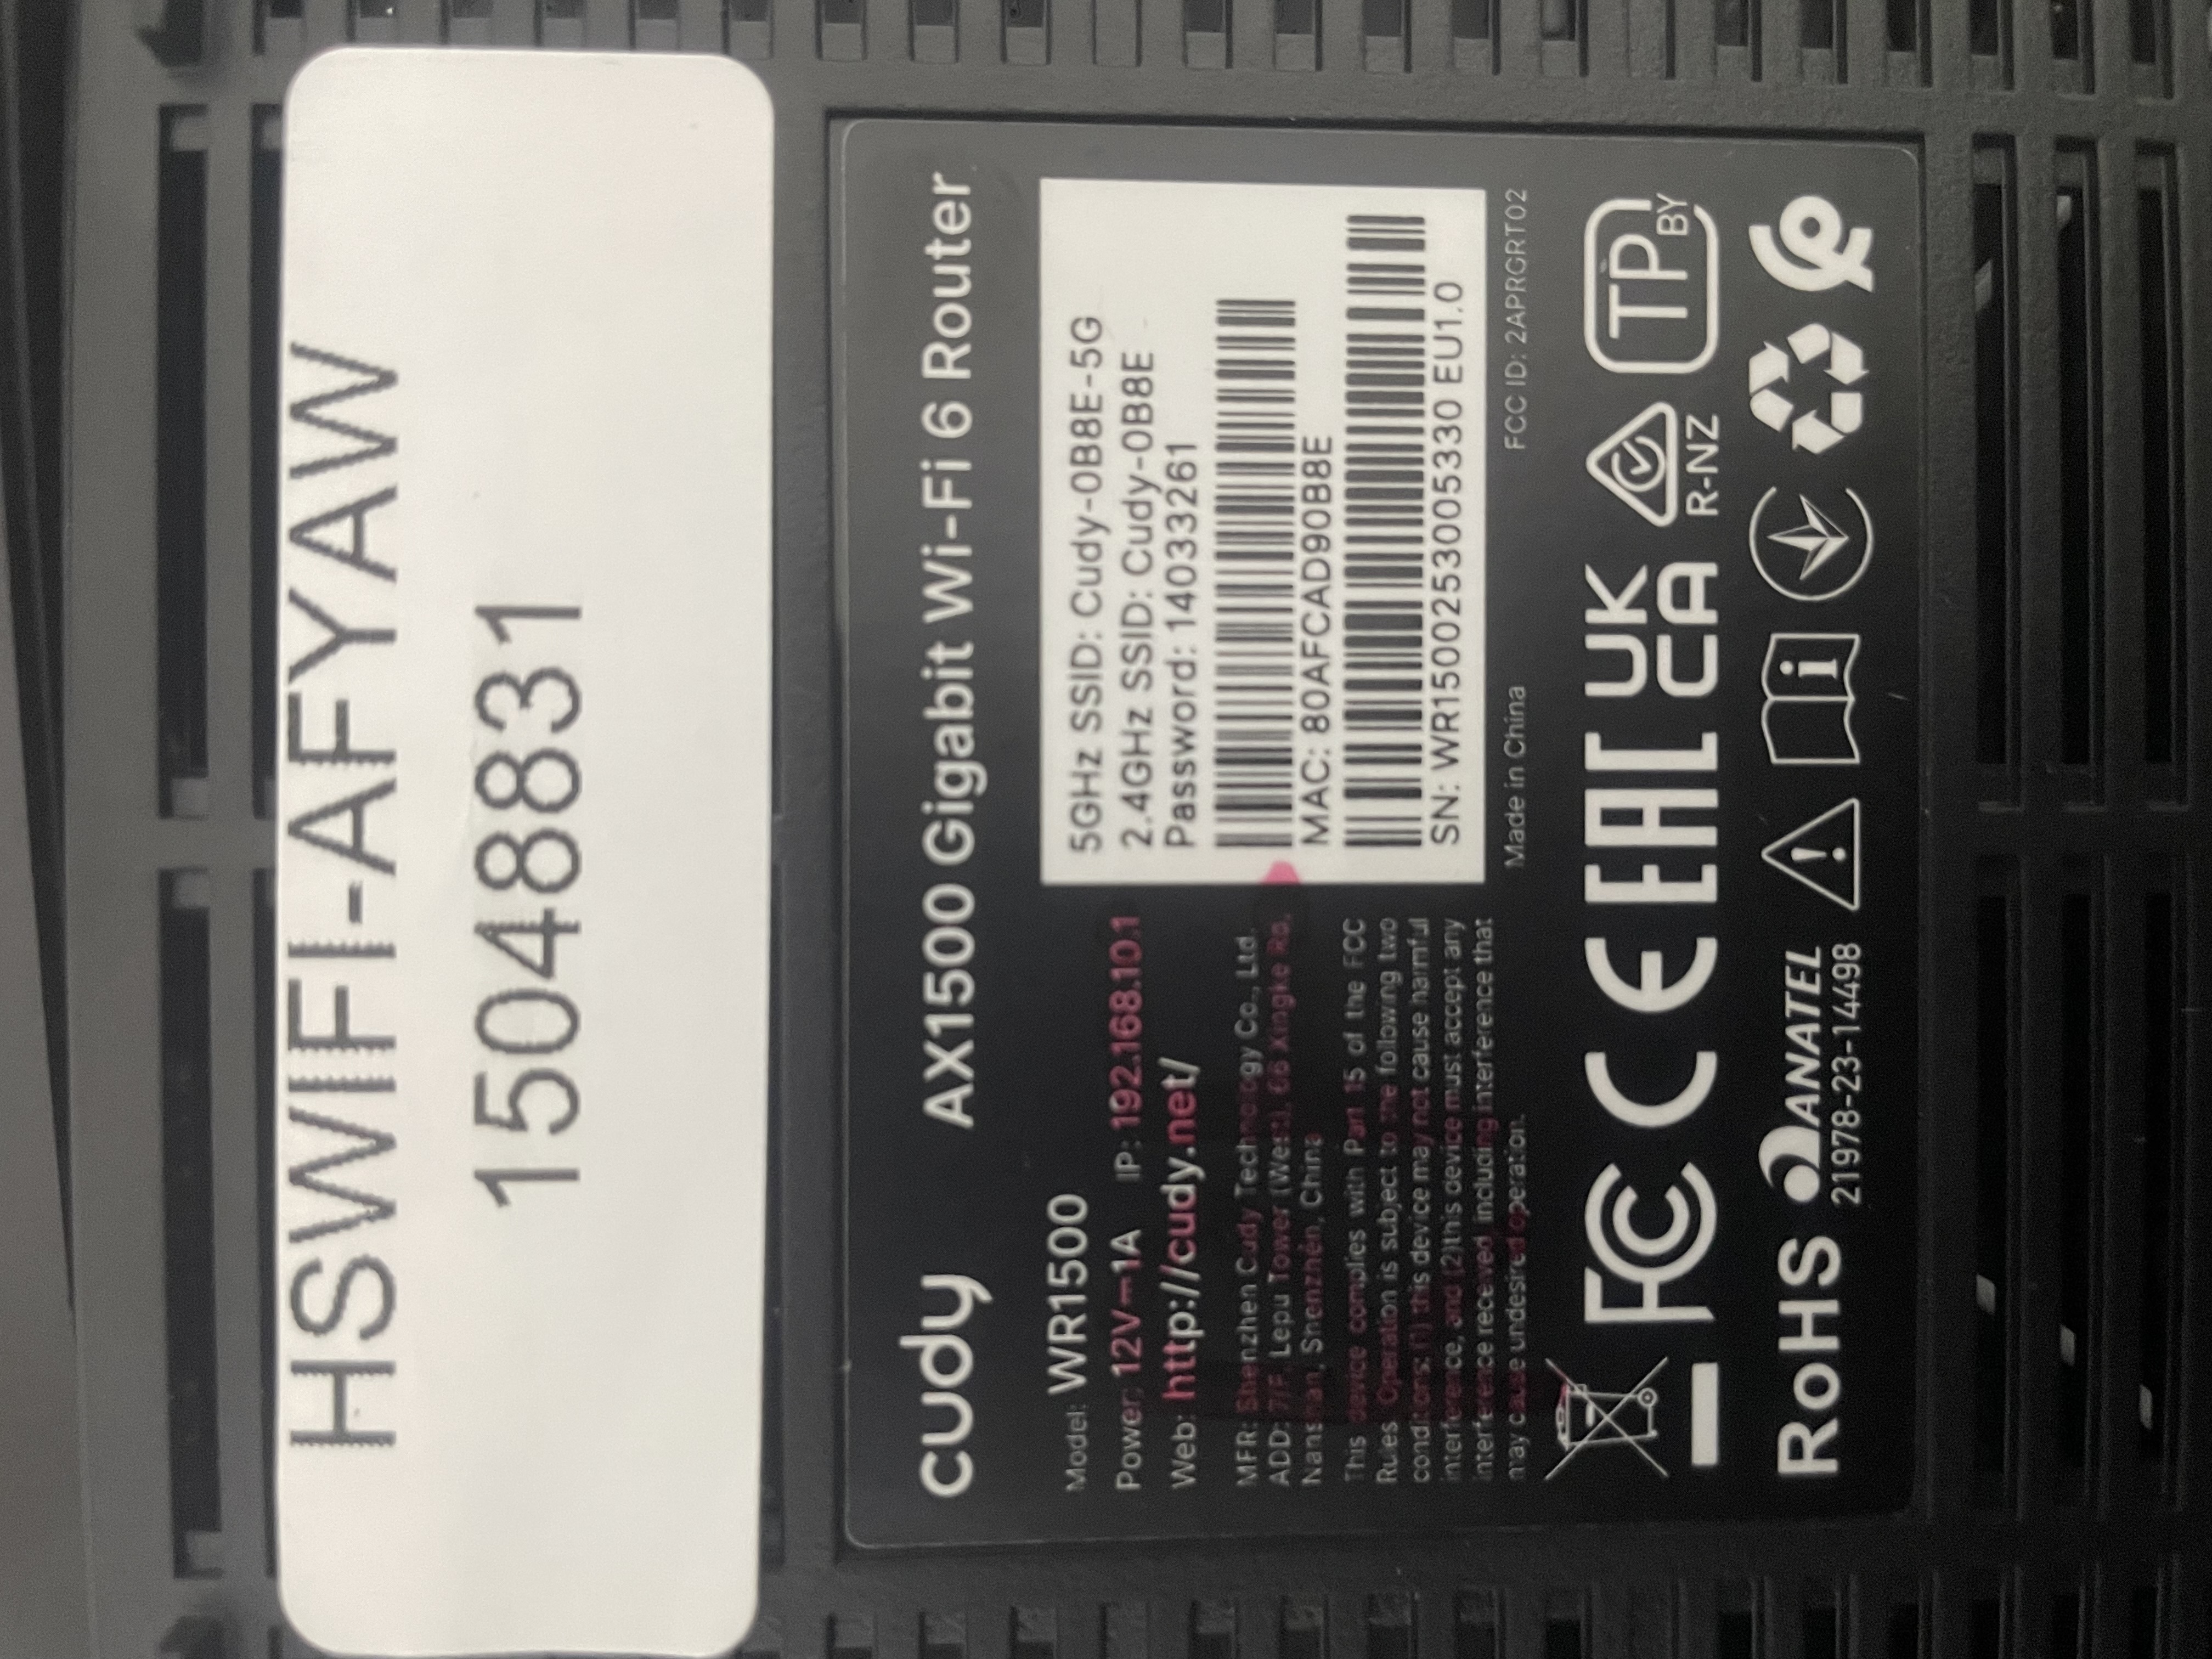 HSWIFI-AFYAW
15048831
cudy
AX1500 Gigabit Wi-Fi 6 Router
Model: WR1500
Power: 12V⎓1A IP: 192.168.10.1
Web: http://cudy.net/
MFR: Shenzhen Cudy Technology Co., Ltd.
ADD: 7/F, Lepu Tower (West), 66 Xingke Rd.
Nanshan, Shenzhen, China
This device complies with Part 15 of the FCC
Rules. Operation is subject to the following two
conditions: (1) this device may not cause harmful
interference, and (2)this device must accept any
interference received, including interference that
may cause undesired operation.
5GHz SSID: Cudy-0B8E-5G
2.4GHz SSID: Cudy-0B8E
Password: 14033261
MAC: 80AFCAD90B8E
SN: WR15002530005330 EU1.0
Made in China
FCC ID: 2APRGRT02
FC CE EAC UK CA R-NZ TP BY
RoHS ANATEL
21978-23-14498